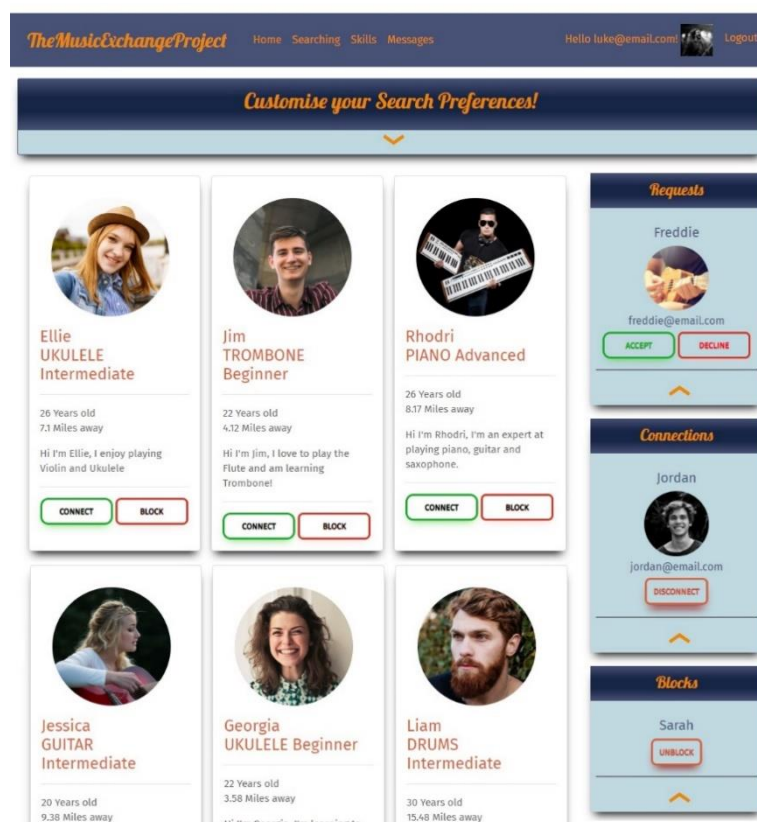 TheMusicExchangeProject
Home Searching Skills Messages
Hello luke@email.com!
Logout
Customise your Search Preferences!
Ellie
UKULELE
Intermediate
26 Years old
7.1 Miles away
Hi I'm Ellie, I enjoy playing
Violin and Ukulele
CONNECT
BLOCK
Jim
TROMBONE
Beginner
22 Years old
4.12 Miles away
Hi I'm Jim, I love to play the
Flute and am learning
Trombone!
CONNECT
BLOCK
Rhodri
PIANO Advanced
26 Years old
8.17 Miles away
Hi I'm Rhodri, I'm an expert at
playing piano, guitar and
saxophone.
CONNECT
BLOCK
Jessica
GUITAR
Intermediate
20 Years old
9.38 Miles away
Georgia
UKULELE Beginner
22 Years old
3.58 Miles away
Liam
DRUMS
Intermediate
30 Years old
15.48 Miles away
Requests
Freddie
freddie@email.com
ACCEPT
DECLINE
Connections
Jordan
jordan@email.com
DISCONNECT
Blocks
Sarah
UNBLOCK